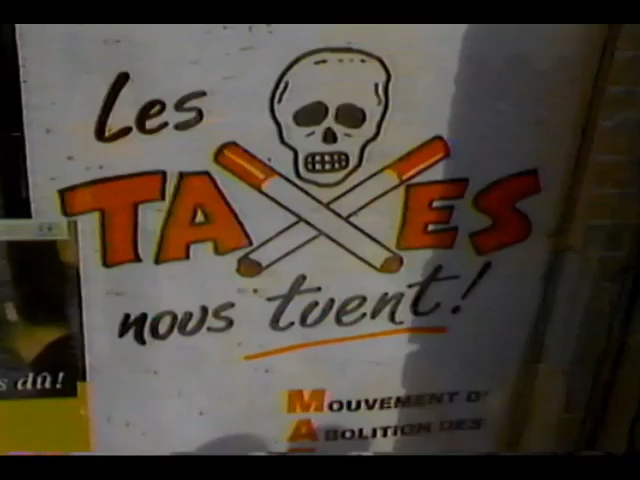 Les
TAXES
nous tuent!
s dû!
MOUVEMENT D'
ABOLITION DES